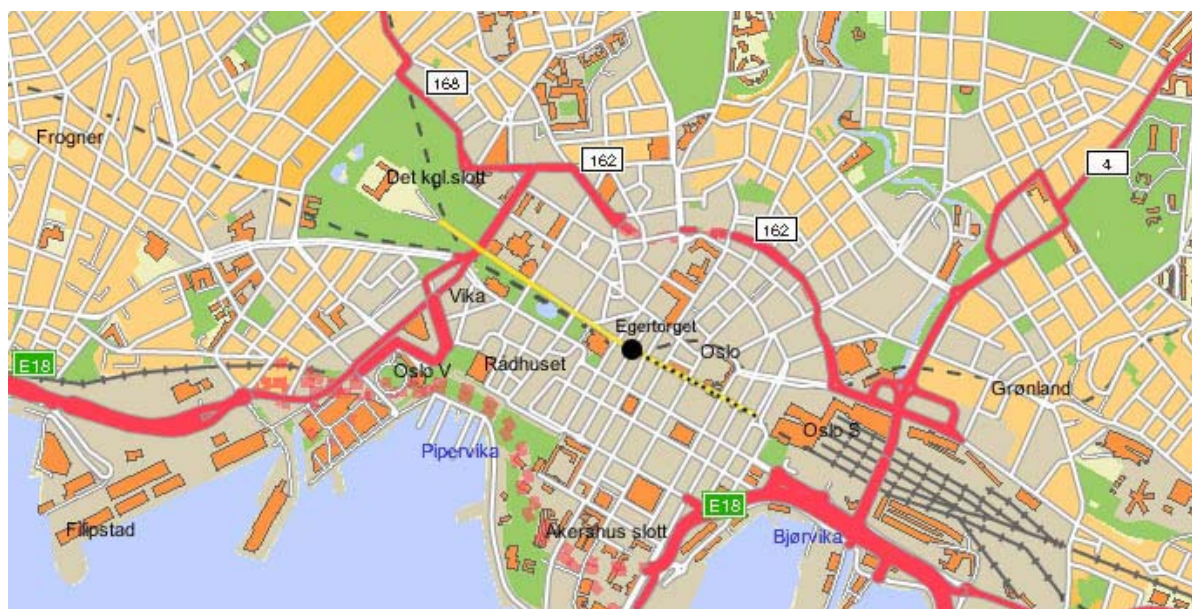 168
Frogner
162
4
Det kgl.slott
162
Vika
Egertorget
E18
Oslo V
Rådhuset
Oslo
Grønland
Oslo S
Pipervika
E18
Filipstad
Akershus slott
Bjørvika